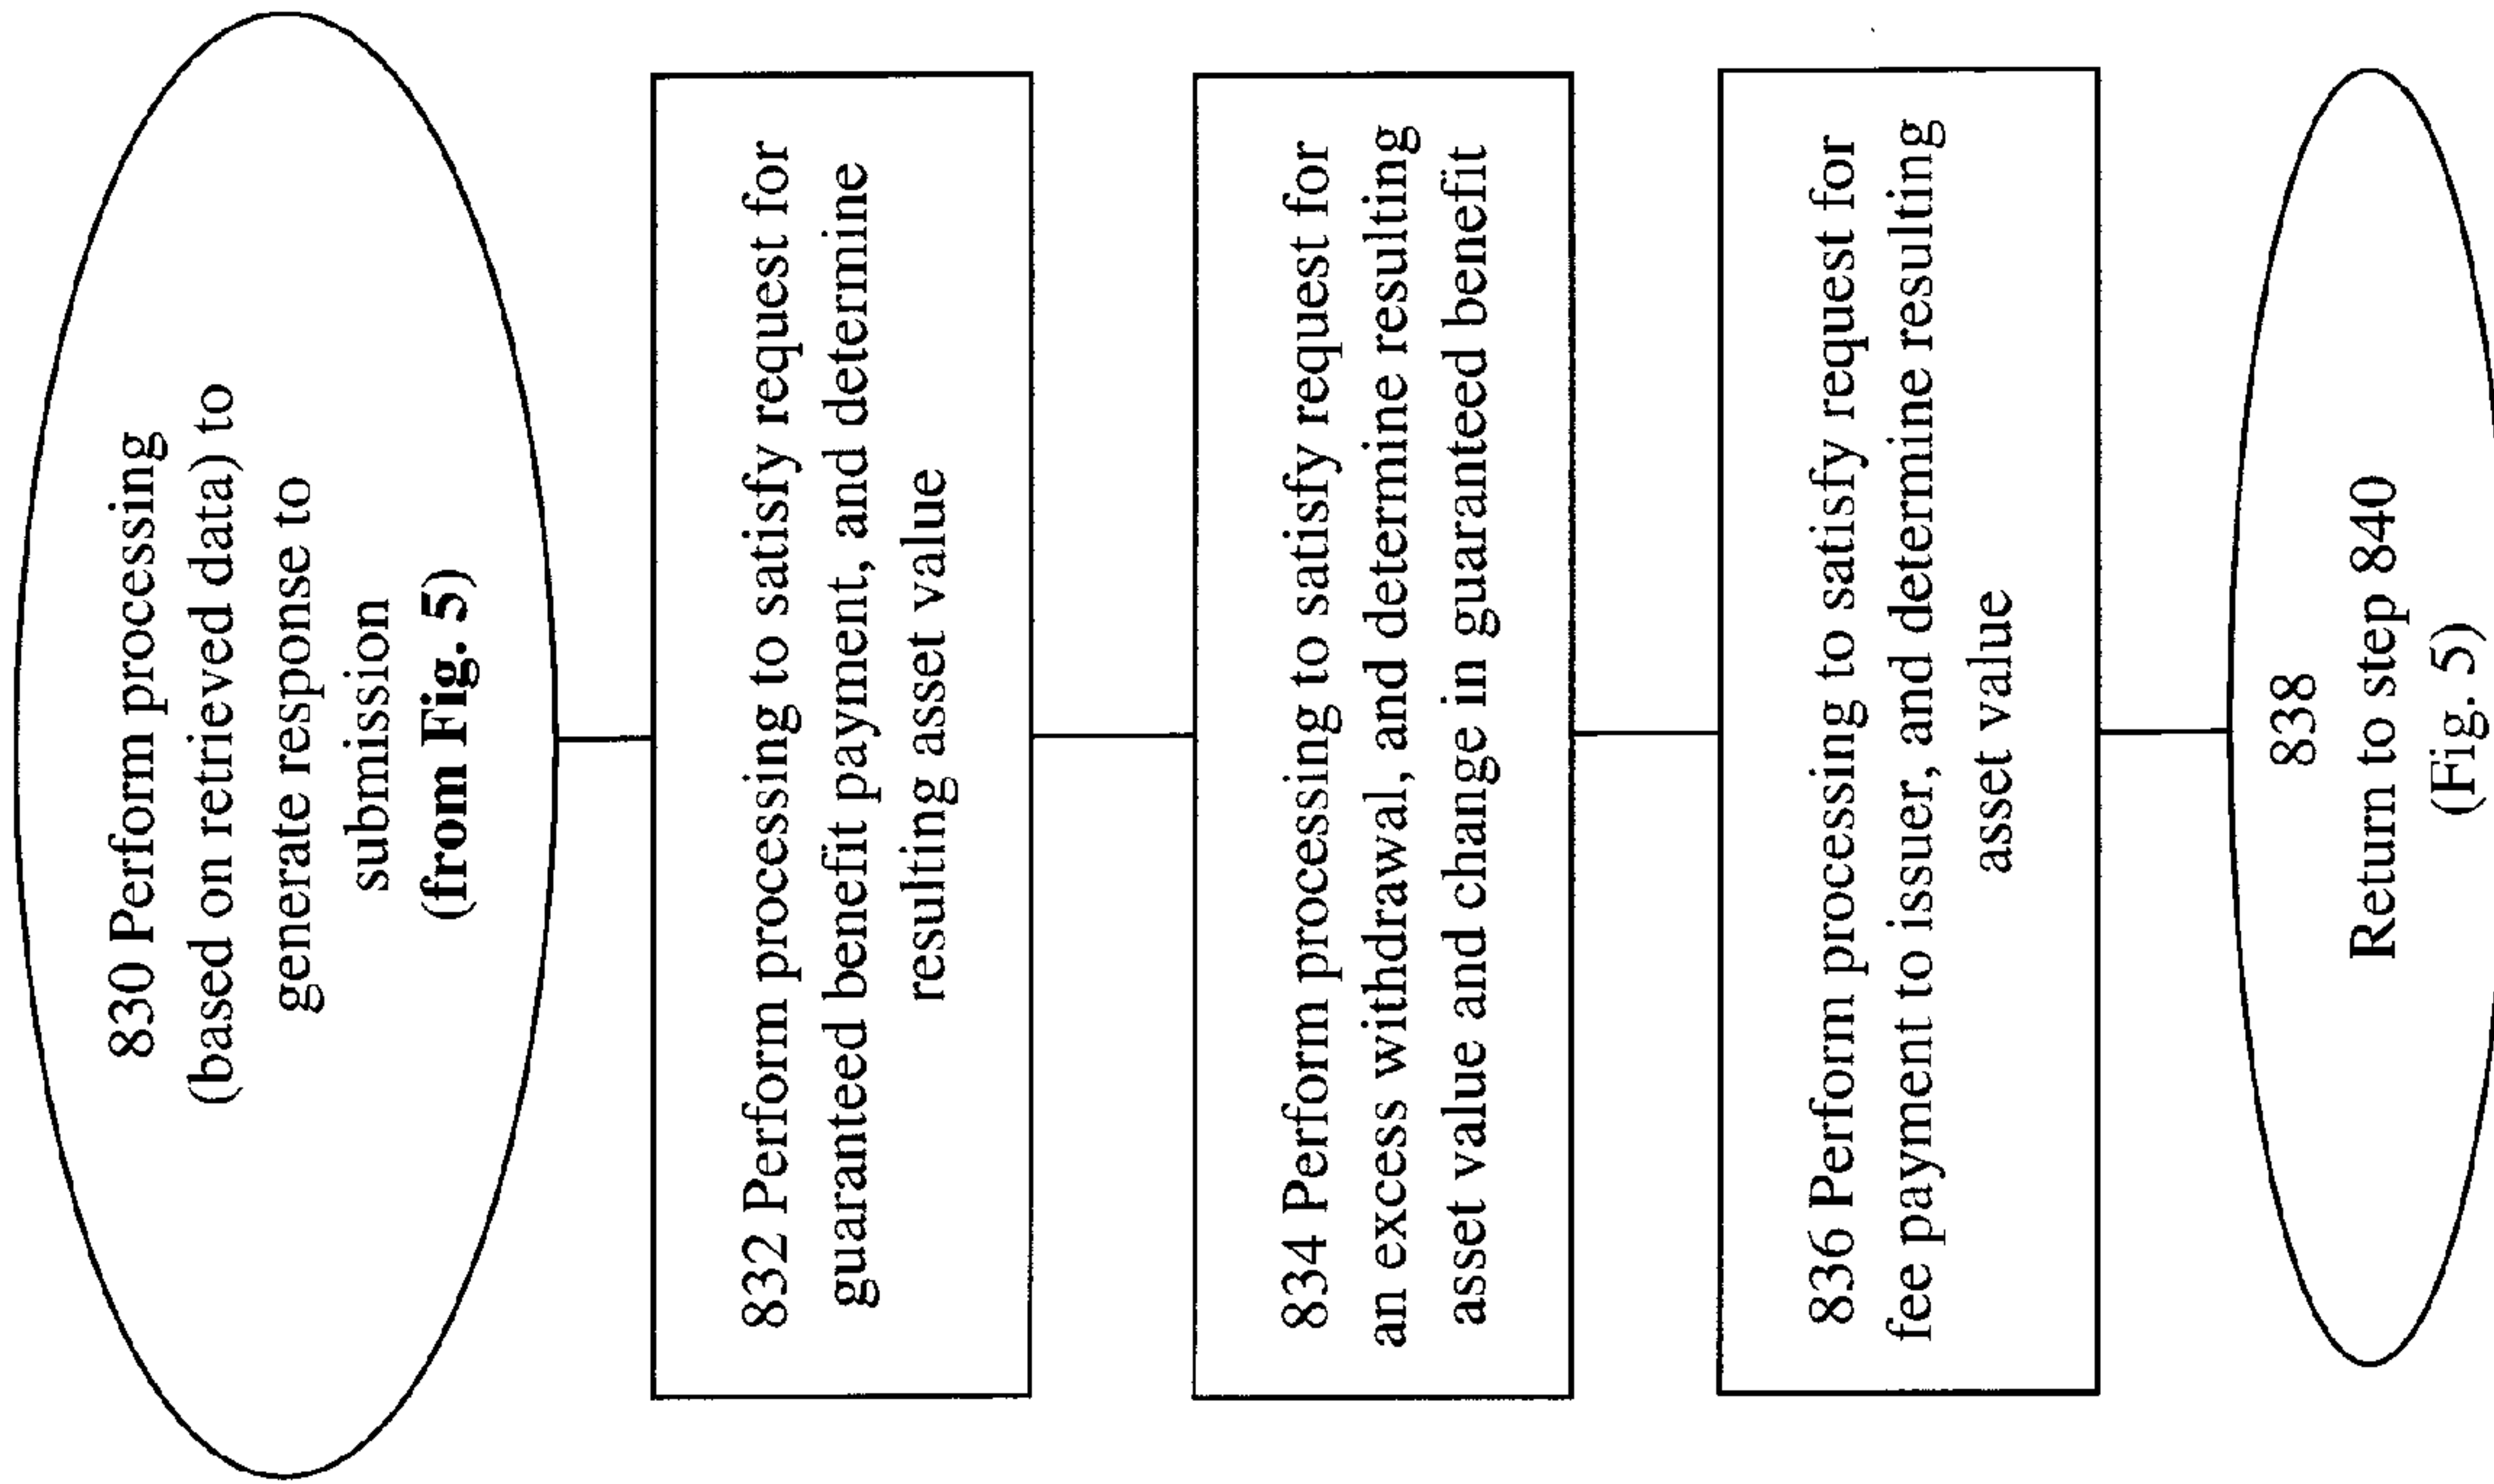 830 Perform processing
(based on retrieved data) to
generate response to
submission
(from Fig. 5)
832 Perform processing to satisfy request for
guaranteed benefit payment, and determine
resulting asset value
834 Perform processing to satisfy request for
an excess withdrawal, and determine resulting
asset value and change in guaranteed benefit
836 Perform processing to satisfy request for
fee payment to issuer, and determine resulting
asset value
838
Return to step 840
(Fig. 5)